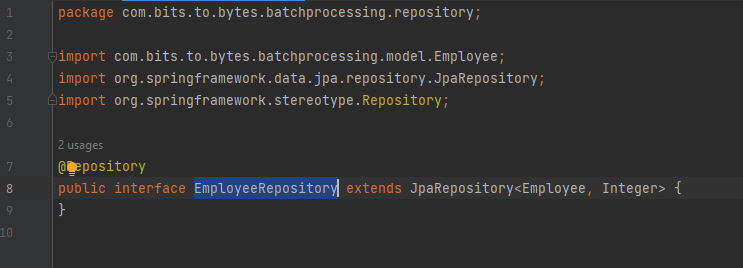 1 package com.bits.to.bytes.batchprocessing.repository;
2
3 import com.bits.to.bytes.batchprocessing.model.Employee;
4 import org.springframework.data.jpa.repository.JpaRepository;
5 import org.springframework.stereotype.Repository;
6
2 usages
7 @Repository
8 public interface EmployeeRepository extends JpaRepository<Employee, Integer> {
9 }
10